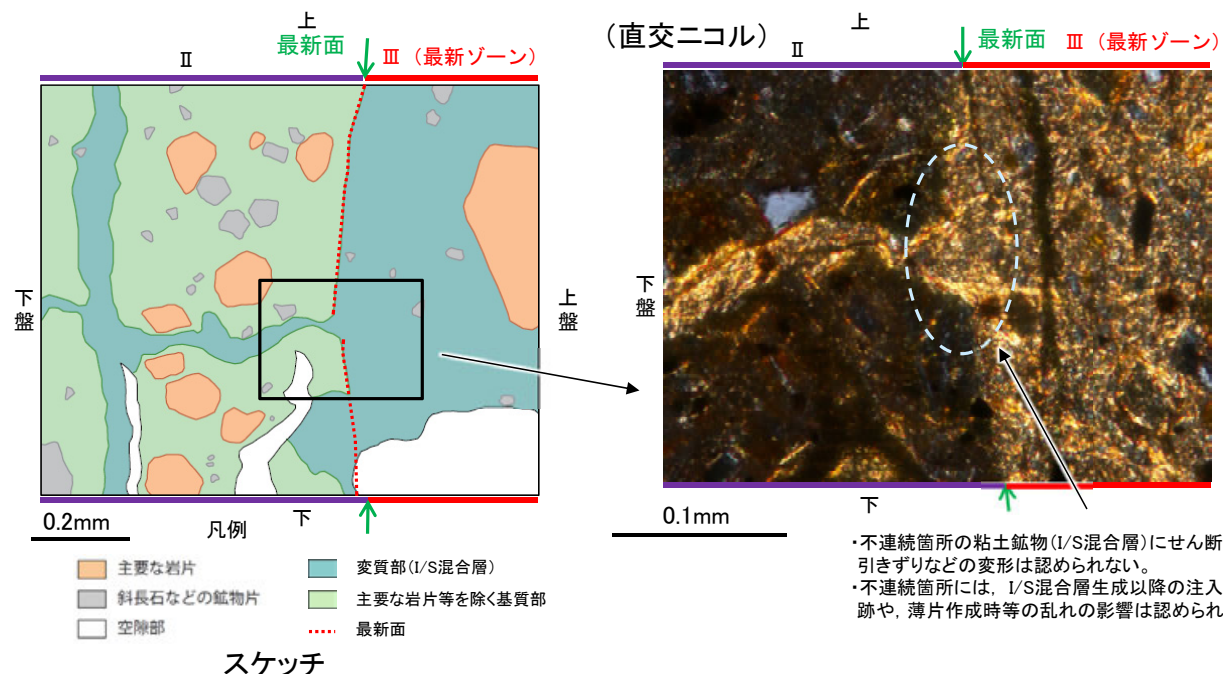 上
最新面
Ⅱ
Ⅲ（最新ゾーン）
下盤
上盤
下
0.2mm
凡例
主要な岩片
斜長石などの鉱物片
空隙部
変質部(I/S混合層)
主要な岩片等を除く基質部
最新面
スケッチ
（直交ニコル）
上
Ⅱ
最新面
Ⅲ（最新ゾーン）
下盤
上盤
下
0.1mm
・不連続箇所の粘土鉱物(I/S混合層)にせん断
引きずりなどの変形は認められない。
・不連続箇所には，I/S混合層生成以降の注入
跡や，薄片作成時等の乱れの影響は認められ